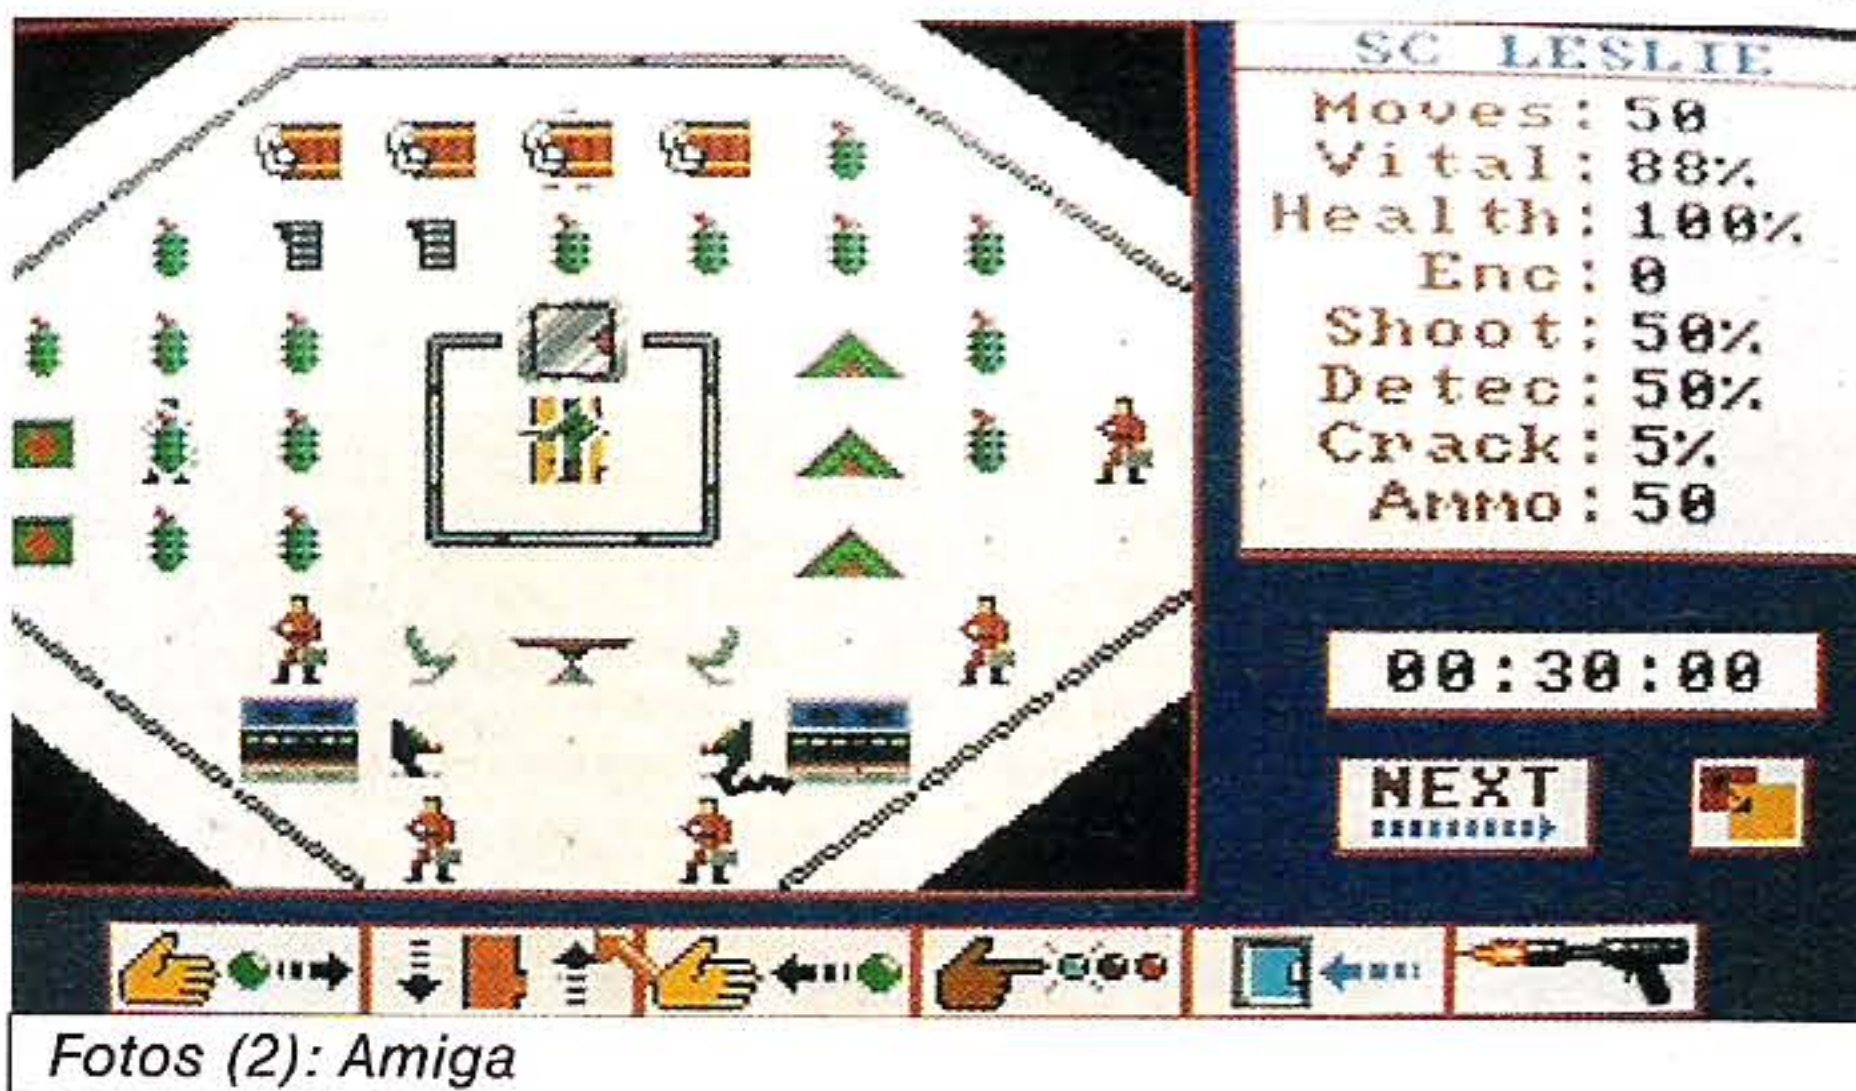 SC LESLIE
Moves: 50
Vital: 88%
Health: 100%
Enc: 0
Shoot: 50%
Detec: 50%
Crack: 5%
Ammo: 50
00:30:00
NEXT
Fotos (2): Amiga